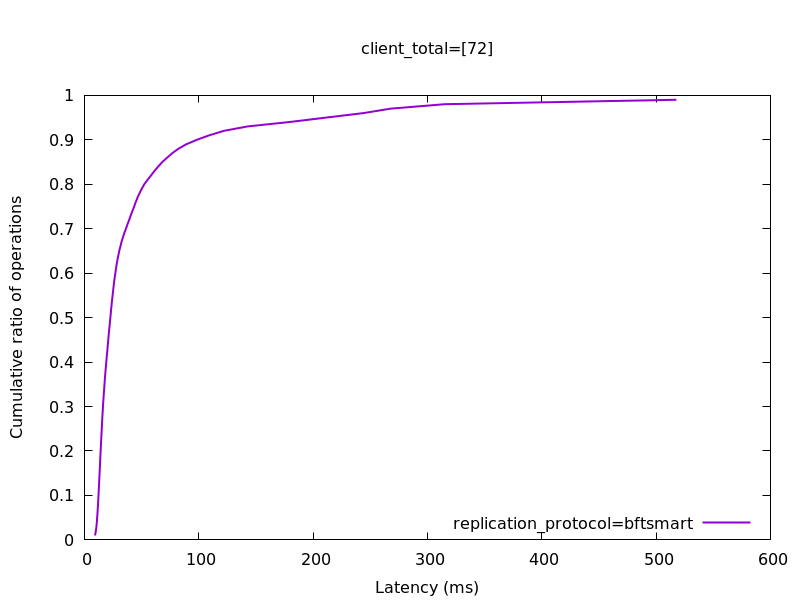 client_total=[72]
1
0.9
0.8
0.7
0.6
0.5
0.4
0.3
0.2
0.1
0
Cumulative ratio of operations
replication_protocol=bftsmart
0 100 200 300 400 500 600
Latency (ms)